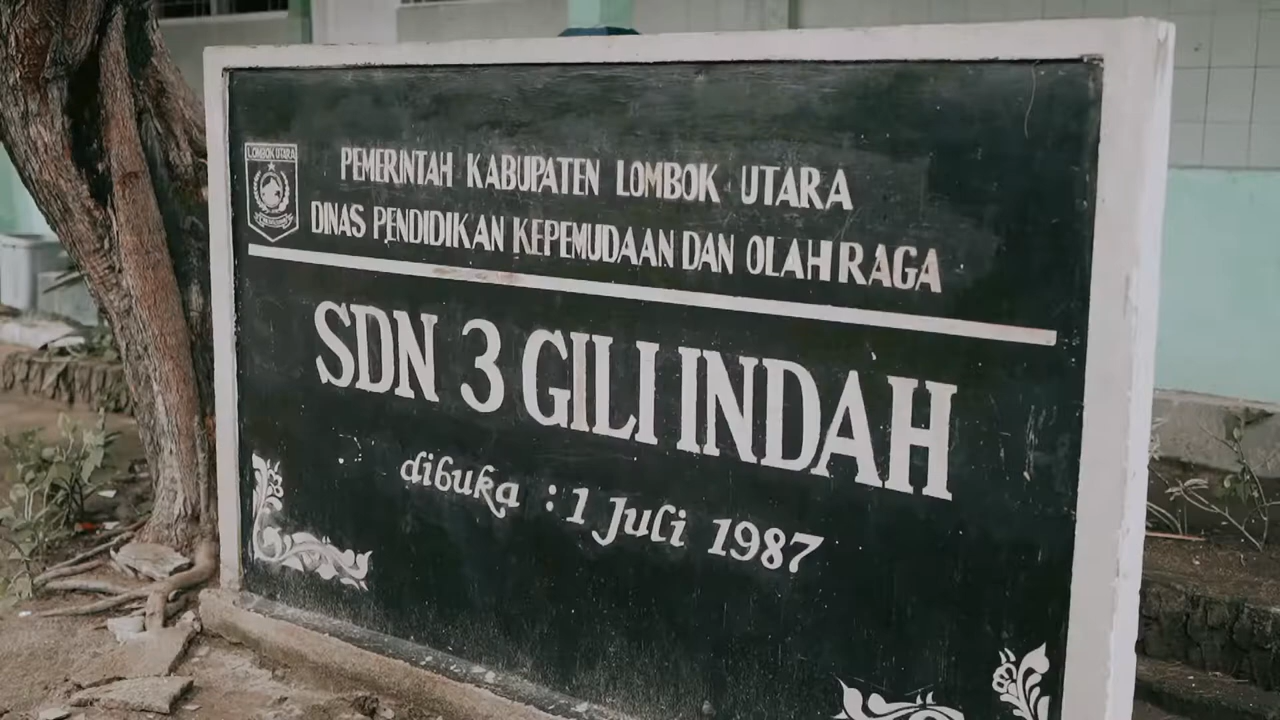 LOMBOK UTARA
PEMERINTAH KABUPATEN LOMBOK UTARA
DINAS PENDIDIKAN KEPEMUDAAN DAN OLAHRAGA
SDN 3 GILI INDAH
dibuka : 1 Juli 1987